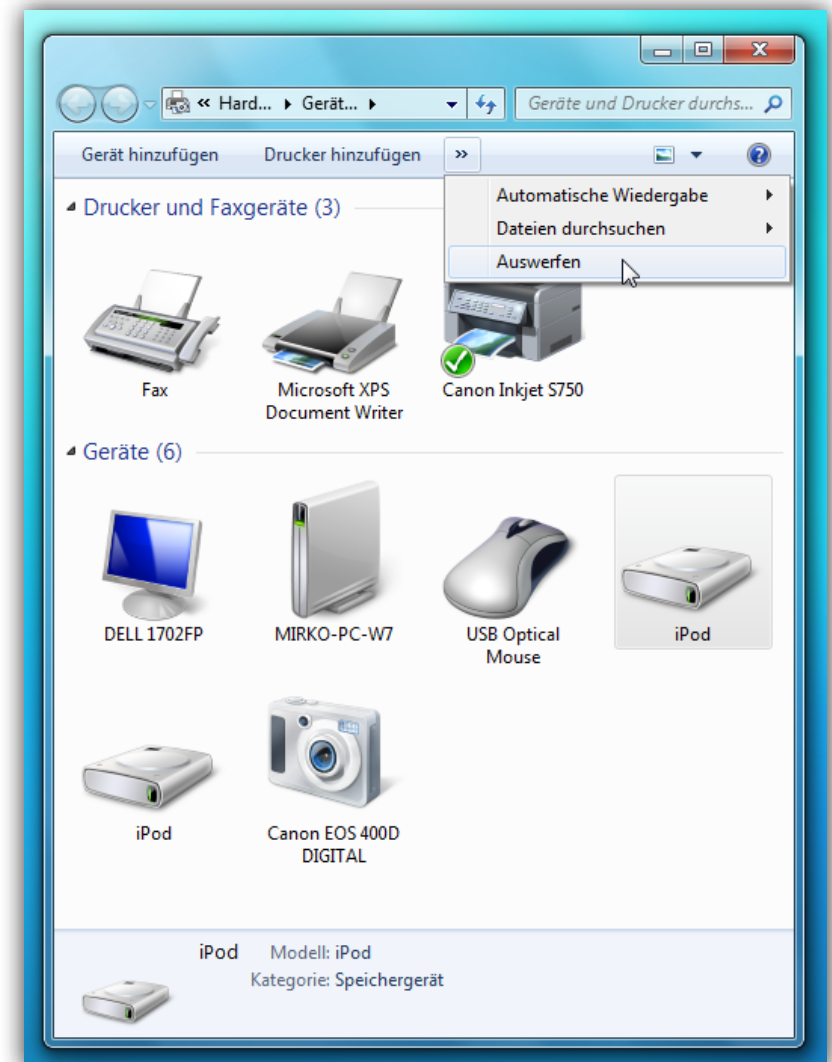 « Hard... Gerät...
Geräte und Drucker durchs...
Gerät hinzufügen Drucker hinzufügen »
Automatische Wiedergabe
Dateien durchsuchen
Auswerfen
Drucker und Faxgeräte (3)
Fax
Microsoft XPS
Document Writer
Canon Inkjet S750
Geräte (6)
DELL 1702FP
MIRKO-PC-W7
USB Optical
Mouse
iPod
iPod
Canon EOS 400D
DIGITAL
iPod Modell: iPod
Kategorie: Speichergerät